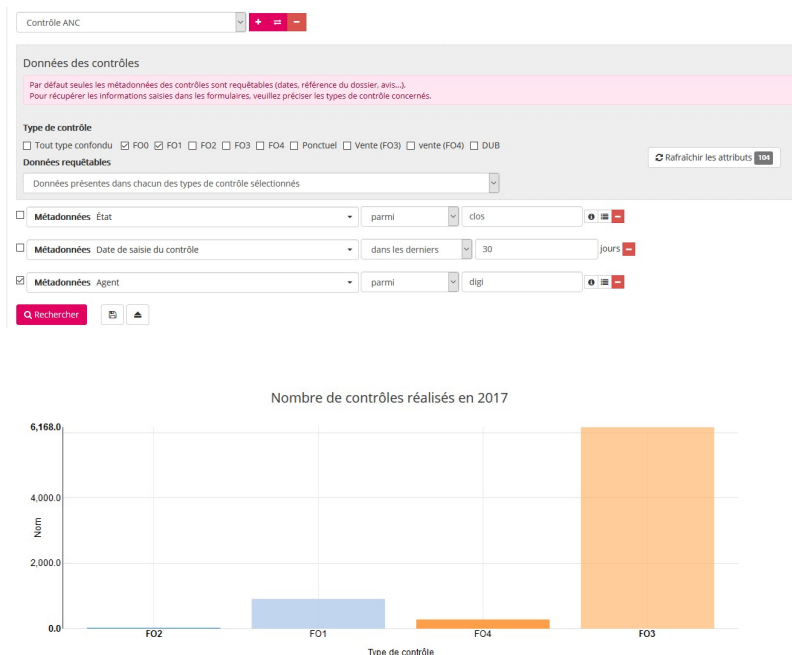 Contrôle ANC
Données des contrôles
Par défaut seules les métadonnées des contrôles sont requêtables (dates, référence du dossier, avis...).
Pour récupérer les informations saisies dans les formulaires, veuillez préciser les types de contrôle concernés.
Type de contrôle
Tout type confondu FO0 FO1 FO2 FO3 FO4 Ponctuel Vente (FO3) vente (FO4) DUB
Rafraîchir les attributs 104
Données requêtables
Données présentes dans chacun des types de contrôle sélectionnés
Métadonnées État parmi clos
Métadonnées Date de saisie du contrôle dans les derniers 30 jours
Métadonnées Agent parmi digi
Rechercher
Nombre de contrôles réalisés en 2017
6,168.0
4,000.0
Nom
2,000.0
0.0
FO2 FO1 FO4 FO3
Type de contrôle